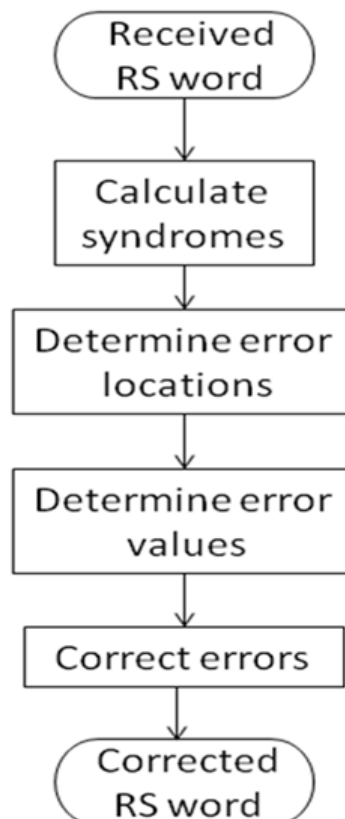 Received
RS word
Calculate
syndromes
Determine error
locations
Determine error
values
Correct errors
Corrected
RS word